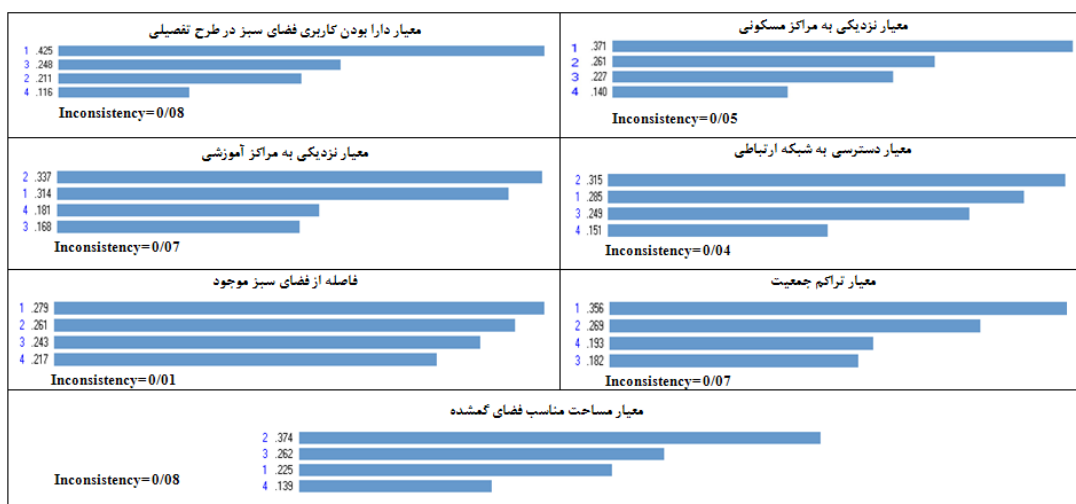 معیار نزدیکی به مراکز مسکونی
1 .371
2 .261
3 .227
4 .140
Inconsistency=0/05
معیار دارا بودن کاربری فضای سبز در طرح تفصیلی
1 .425
3 .248
2 .211
4 .116
Inconsistency=0/08
معیار دسترسی به شبکه ارتباطی
2 .315
1 .285
3 .249
4 .151
Inconsistency=0/04
معیار نزدیکی به مراکز آموزشی
2 .337
1 .314
4 .181
3 .168
Inconsistency=0/07
معیار تراکم جمعیت
1 .356
2 .269
4 .193
3 .182
Inconsistency=0/07
فاصله از فضای سبز موجود
1 .279
2 .261
3 .243
4 .217
Inconsistency=0/01
معیار مساحت مناسب فضای گمشده
2 .374
3 .262
1 .225
4 .139
Inconsistency=0/08